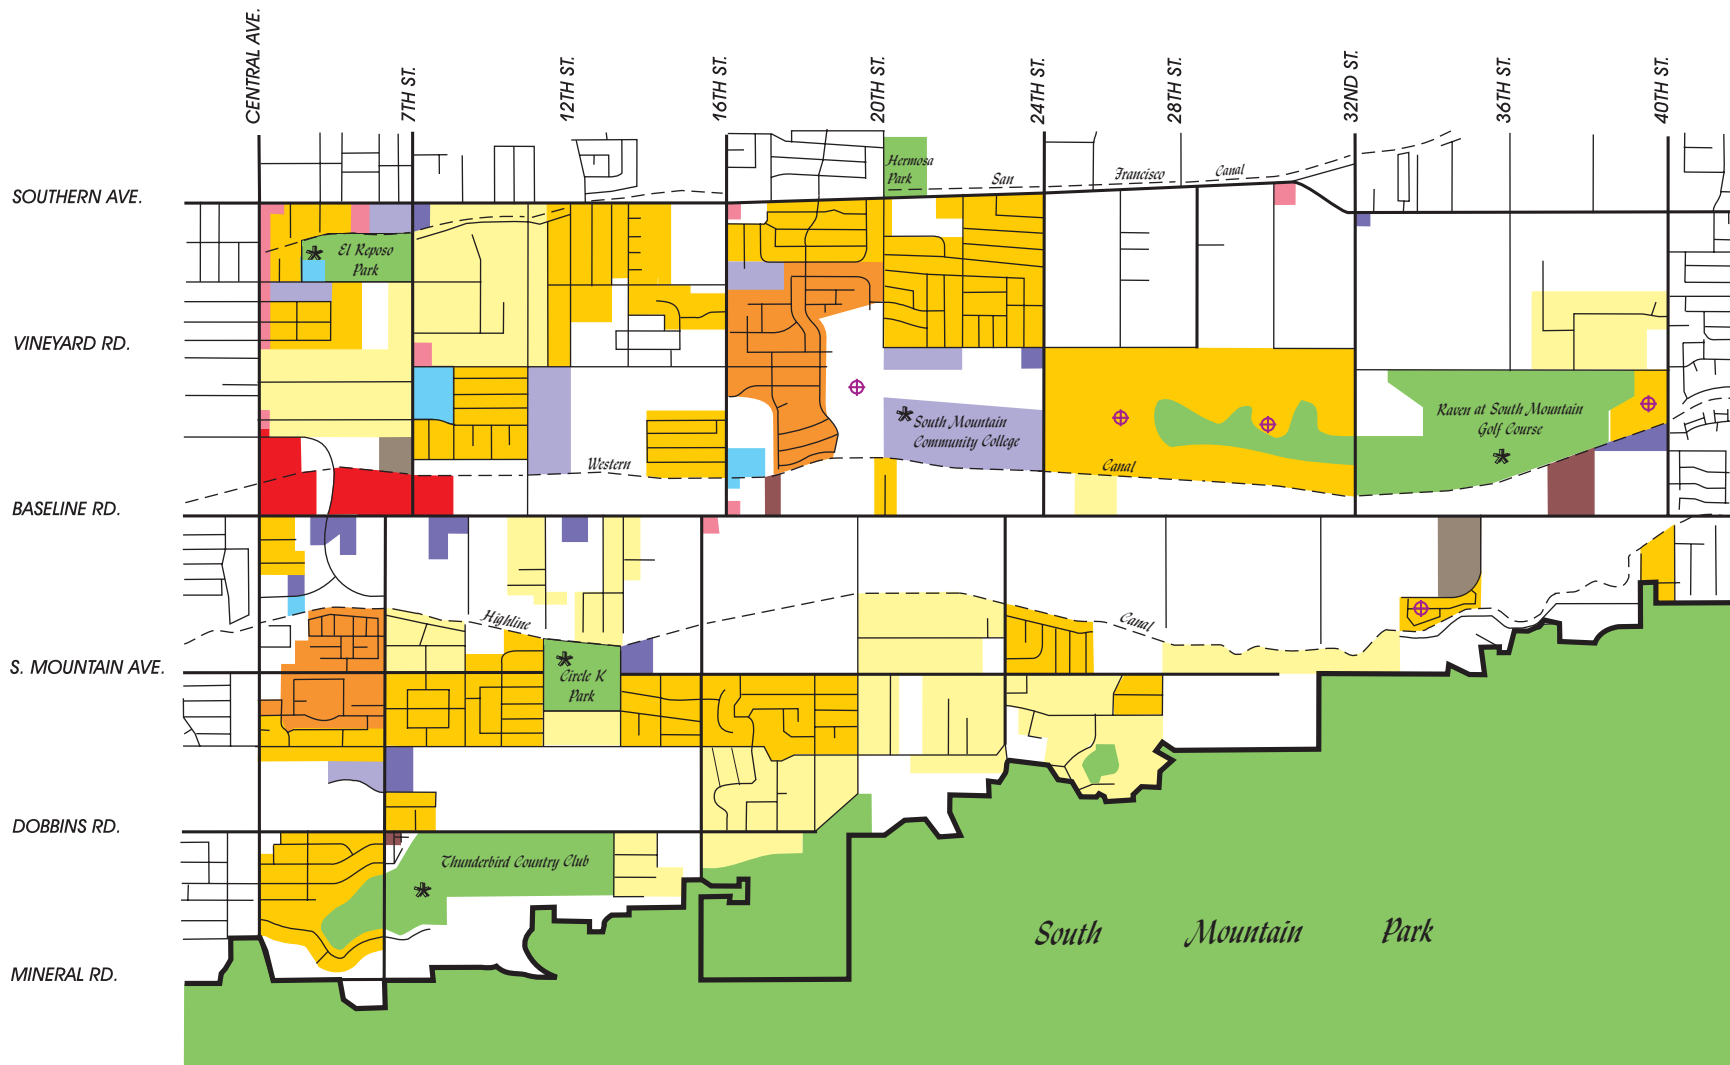 CENTRAL AVE.
7TH ST.
12TH ST.
16TH ST.
20TH ST.
24TH ST.
28TH ST.
32ND ST.
36TH ST.
40TH ST.
Hermosa
Park
San Francisco Canal
SOUTHERN AVE.
El Reposo
Park
VINEYARD RD.
South Mountain
Community College
Raven at South Mountain
Golf Course
Western Canal
BASELINE RD.
Highline Canal
S. MOUNTAIN AVE.
Circle K
Park
DOBBINS RD.
Thunderbird Country Club
South Mountain Park
MINERAL RD.